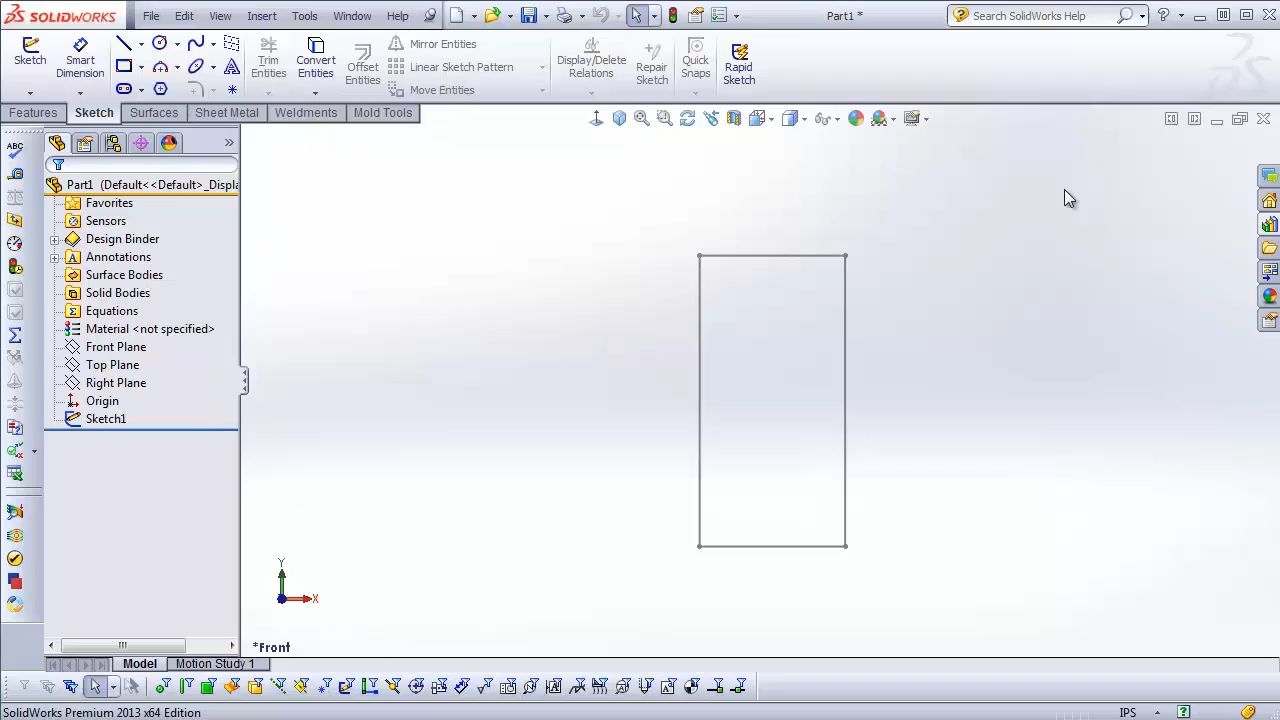 SOLIDWORKS File Edit View Insert Tools Window Help Part1 * Search SolidWorks Help
Sketch Smart Dimension Trim Entities Convert Entities Offset Entities Mirror Entities Linear Sketch Pattern Move Entities Display/Delete Relations Repair Sketch Quick Snaps Rapid Sketch
Features Sketch Surfaces Sheet Metal Weldments Mold Tools
Part1 (Default<<Default>_Displa
Favorites
Sensors
Design Binder
Annotations
Surface Bodies
Solid Bodies
Equations
Material <not specified>
Front Plane
Top Plane
Right Plane
Origin
Sketch1
Y
X
*Front
Model Motion Study 1
SolidWorks Premium 2013 x64 Edition IPS